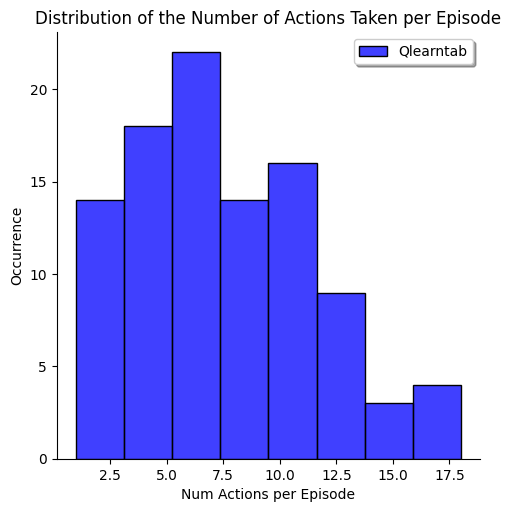 Distribution of the Number of Actions Taken per Episode
Qlearntab
20
15
10
5
0
Occurrence
2.5 5.0 7.5 10.0 12.5 15.0 17.5
Num Actions per Episode